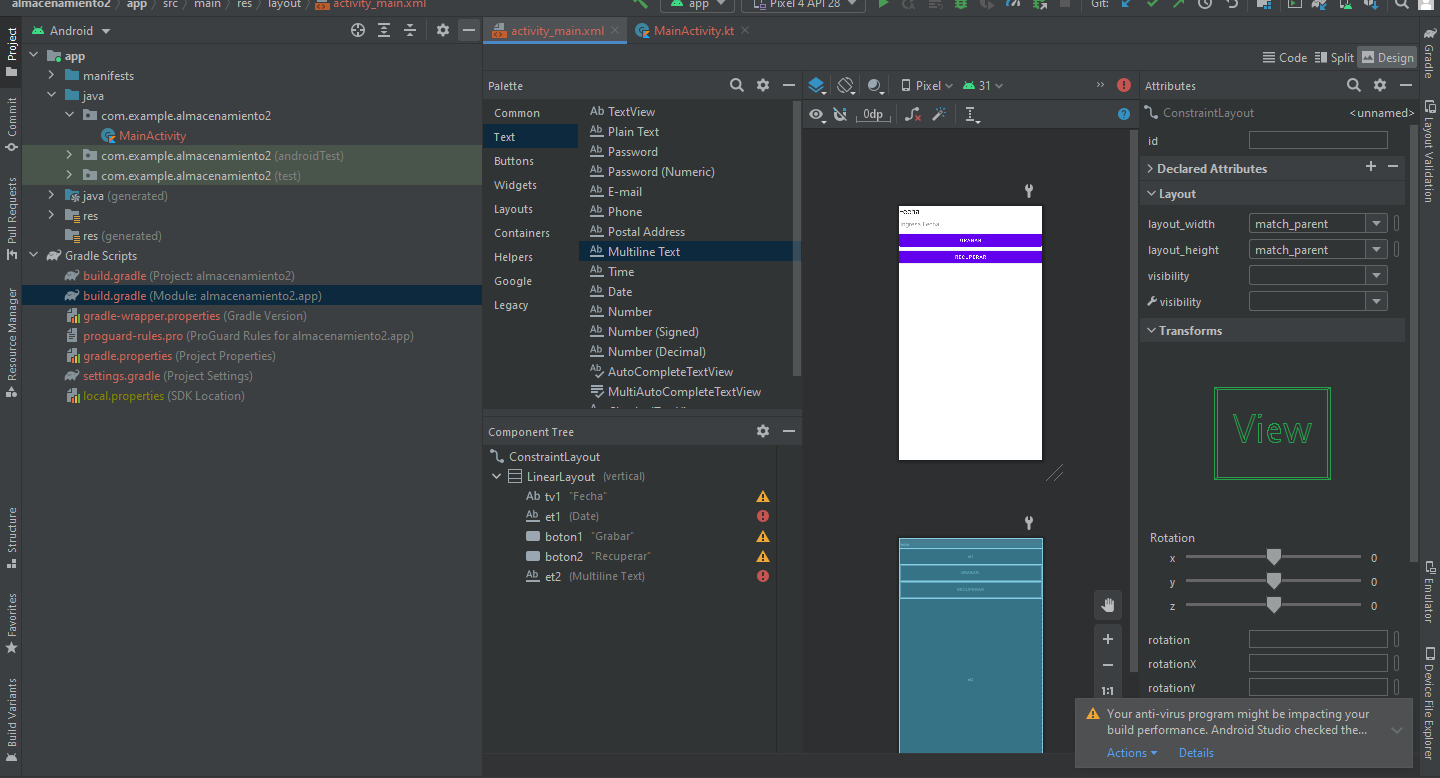 almacenamiento2 app src main res layout activity_main.xml
app Pixel 4 API 28 Git:
Project
Commit
Pull Requests
Resource Manager
Structure
Favorites
Build Variants
Android
app
manifests
java
com.example.almacenamiento2
MainActivity
com.example.almacenamiento2 (androidTest)
com.example.almacenamiento2 (test)
java (generated)
res
res (generated)
Gradle Scripts
build.gradle (Project: almacenamiento2)
build.gradle (Module: almacenamiento2.app)
gradle-wrapper.properties (Gradle Version)
proguard-rules.pro (ProGuard Rules for almacenamiento2.app)
gradle.properties (Project Properties)
settings.gradle (Project Settings)
local.properties (SDK Location)
activity_main.xml MainActivity.kt
Code Split Design
Palette
Common
Text
Buttons
Widgets
Layouts
Containers
Helpers
Google
Legacy
Ab TextView
Ab Plain Text
Ab Password
Ab Password (Numeric)
Ab E-mail
Ab Phone
Ab Postal Address
Ab Multiline Text
Ab Time
Ab Date
Ab Number
Ab Number (Signed)
Ab Number (Decimal)
Ab AutoCompleteTextView
MultiAutoCompleteTextView
Component Tree
ConstraintLayout
LinearLayout (vertical)
Ab tv1 "Fecha"
Ab et1 (Date)
boton1 "Grabar"
boton2 "Recuperar"
Ab et2 (Multiline Text)
Pixel 31
0dp
Fecha
Ingrese Fecha
GRABAR
RECUPERAR
1:1
Attributes
ConstraintLayout <unnamed>
id
Declared Attributes
Layout
layout_width match_parent
layout_height match_parent
visibility
visibility
Transforms
View
Rotation
x 0
y 0
z 0
rotation
rotationX
rotationY
Your anti-virus program might be impacting your
build performance. Android Studio checked the...
Actions Details
Gradle
Layout Validation
Emulator
Device File Explorer